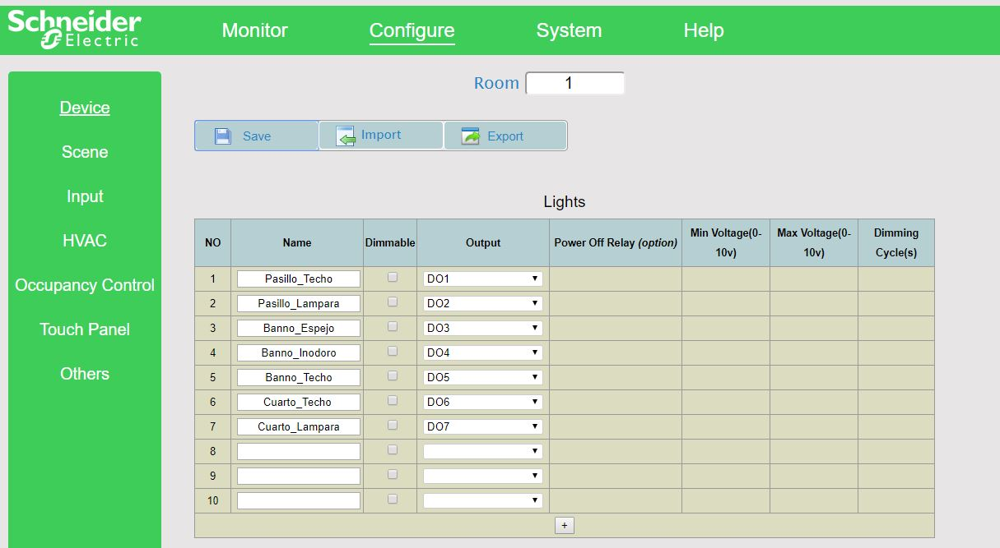 Schneider Electric
Monitor Configure System Help
Device
Scene
Input
HVAC
Occupancy Control
Touch Panel
Others
Room 1
Save Import Export
Lights
NO Name Dimmable Output Power Off Relay (option) Min Voltage(0-10v) Max Voltage(0-10v) Dimming Cycle(s)
1 Pasillo_Techo DO1
2 Pasillo_Lampara DO2
3 Banno_Espejo DO3
4 Banno_Inodoro DO4
5 Banno_Techo DO5
6 Cuarto_Techo DO6
7 Cuarto_Lampara DO7
8
9
10
+